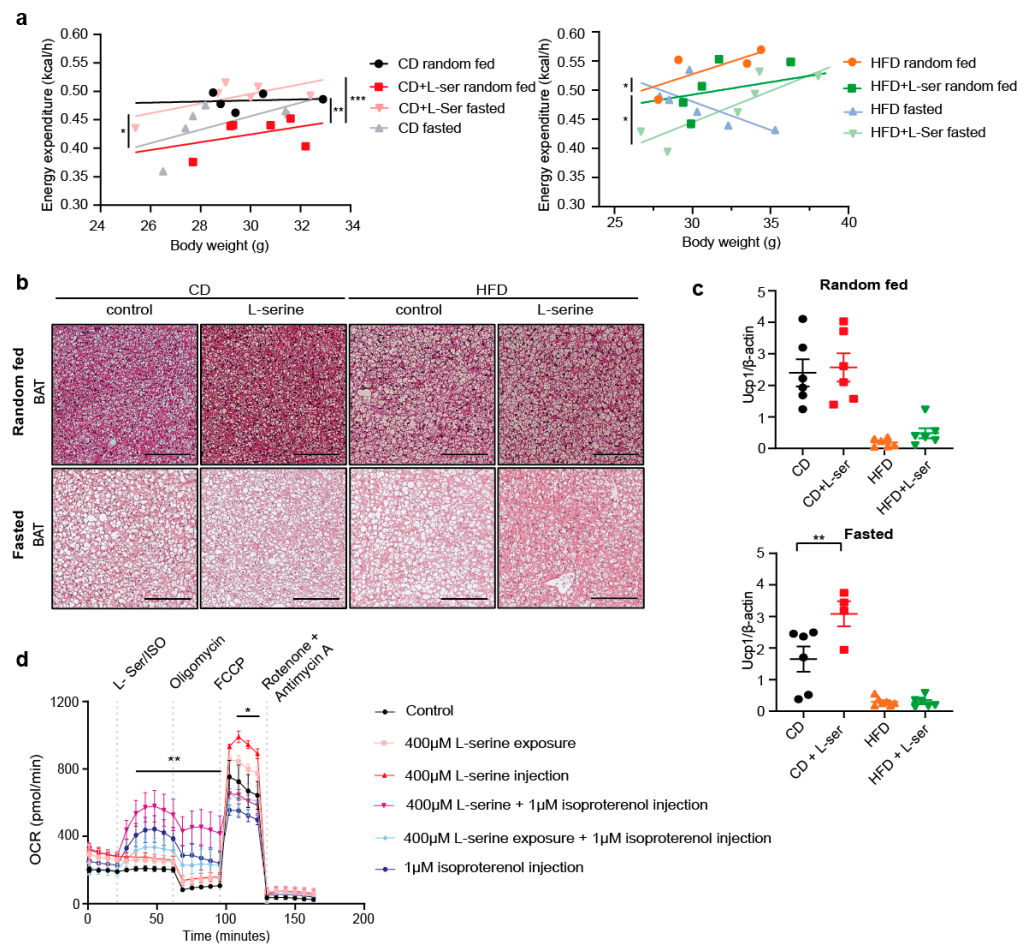 a
Energy expenditure (kcal/h)
0.60
0.55
0.50
0.45
0.40
0.35
0.30
24 26 28 30 32 34
Body weight (g)
*
**
***
CD random fed
CD+L-Ser random fed
CD+L-Ser fasted
CD fasted
Energy expenditure (kcal/h)
0.60
0.55
0.50
0.45
0.40
0.35
0.30
25 30 35 40
Body weight (g)
*
*
HFD random fed
HFD+L-ser random fed
HFD fasted
HFD+L-Ser fasted
b
CD HFD
control L-serine control L-serine
Random fed
BAT
Fasted
BAT
c
Random fed
Ucp1/β-actin
5
4
3
2
1
0
CD
CD+L-ser
HFD
HFD+L-ser
Fasted
**
Ucp1/β-actin
5
4
3
2
1
0
CD
CD + L-ser
HFD
HFD + L-ser
d
L- Ser/ISO
Oligomycin
FCCP
Rotenone +
Antimycin A
OCR (pmol/min)
1200
800
400
0
0 50 100 150 200
Time (minutes)
**
*
Control
400µM L-serine exposure
400µM L-serine injection
400µM L-serine + 1µM isoproterenol injection
400µM L-serine exposure + 1µM isoproterenol injection
1µM isoproterenol injection